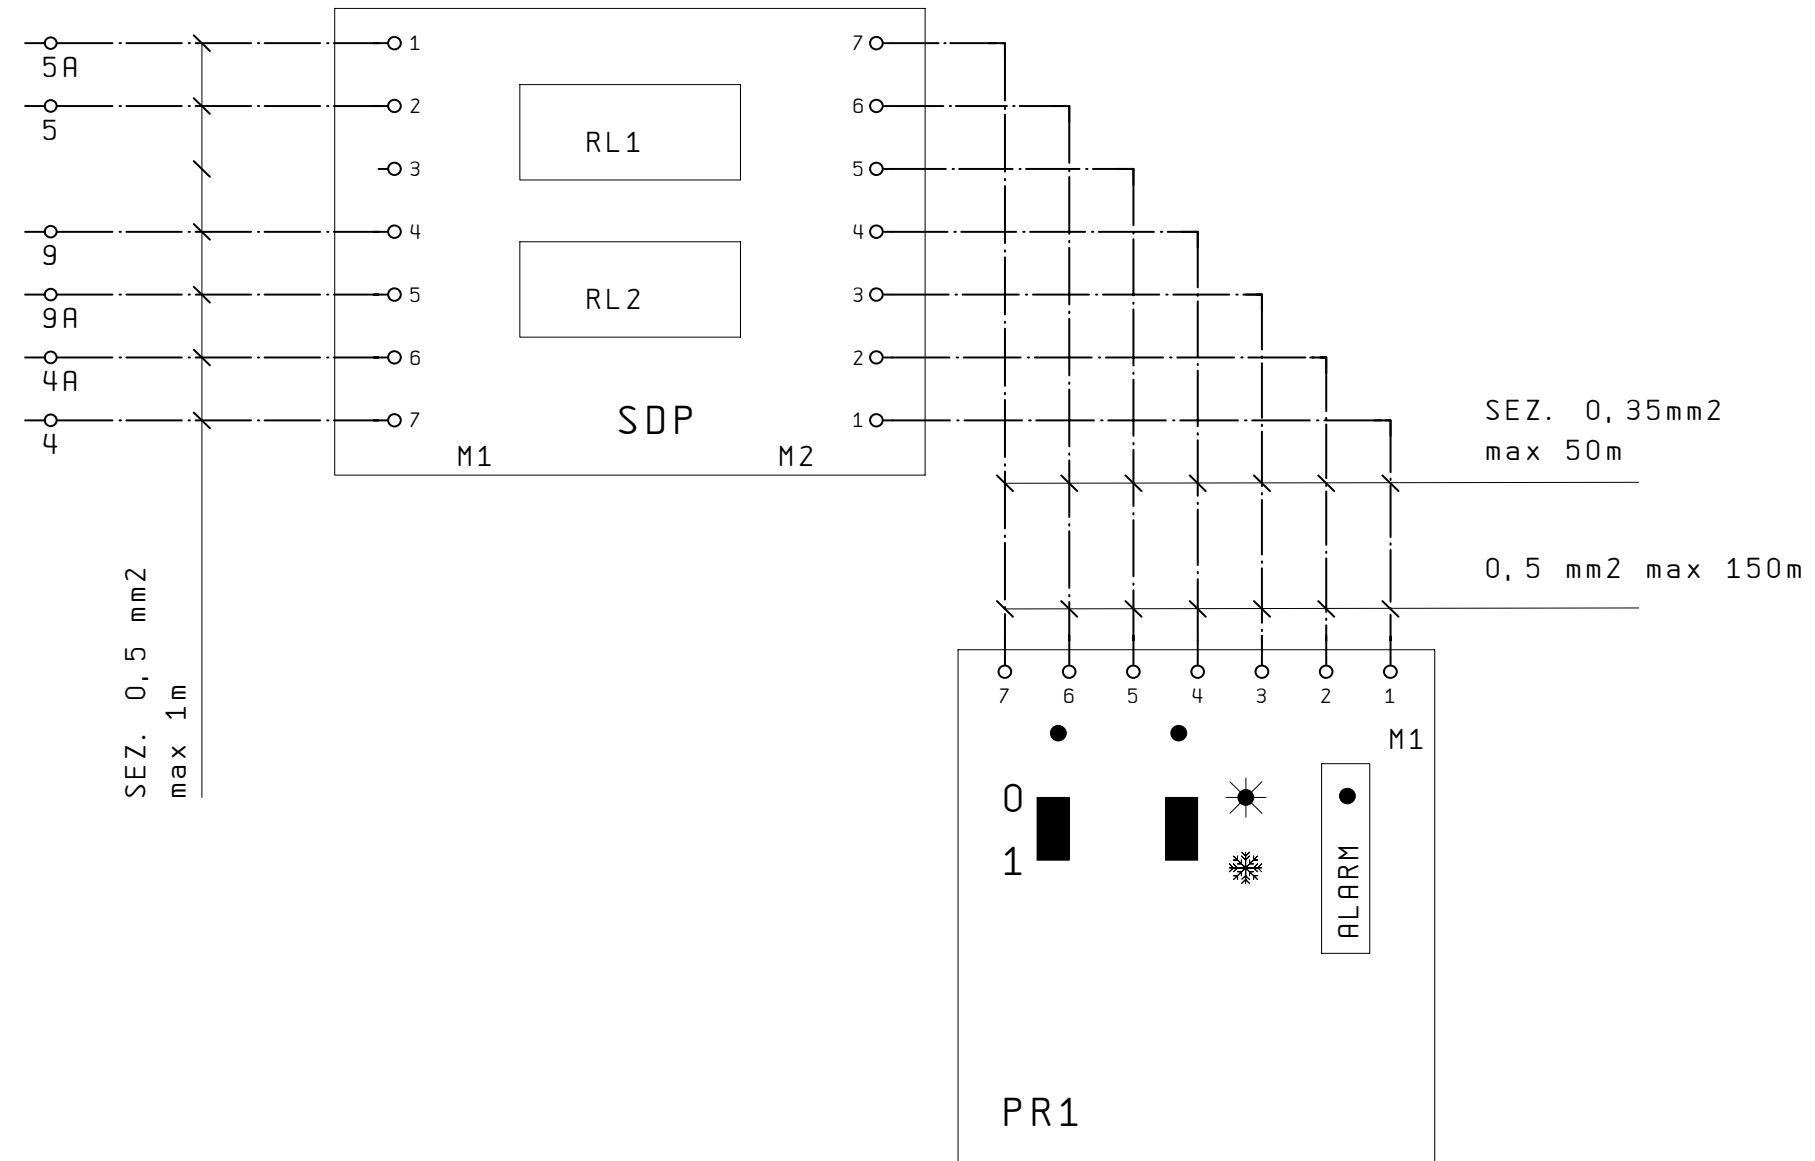 1 7
5A
2 6
5
RL1
3 5
4 4
9
RL2
5 3
9A
6 2
4A
SDP
7 1
4
M1 M2
SEZ. 0,35mm2
max 50m
0,5 mm2 max 150m
SEZ. 0,5 mm2
max 1m
7 6 5 4 3 2 1
M1
0
1
ALARM
PR1